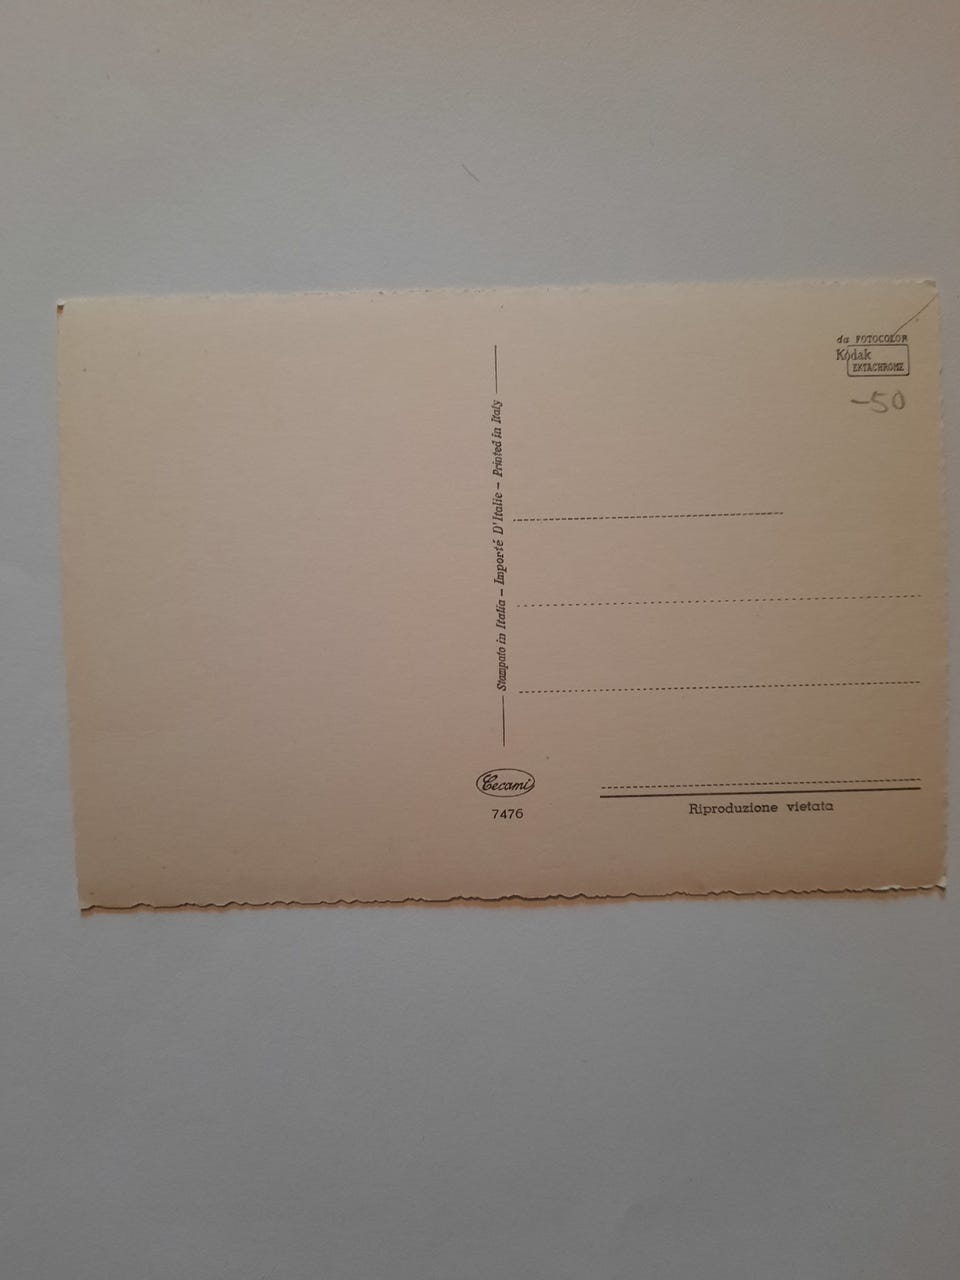 da FOTOCOLOR
Kodak
EKTACHROME
-50
Stampato in Italia - Importé D'Italie - Printed in Italy
Cecami
7476
Riproduzione vietata